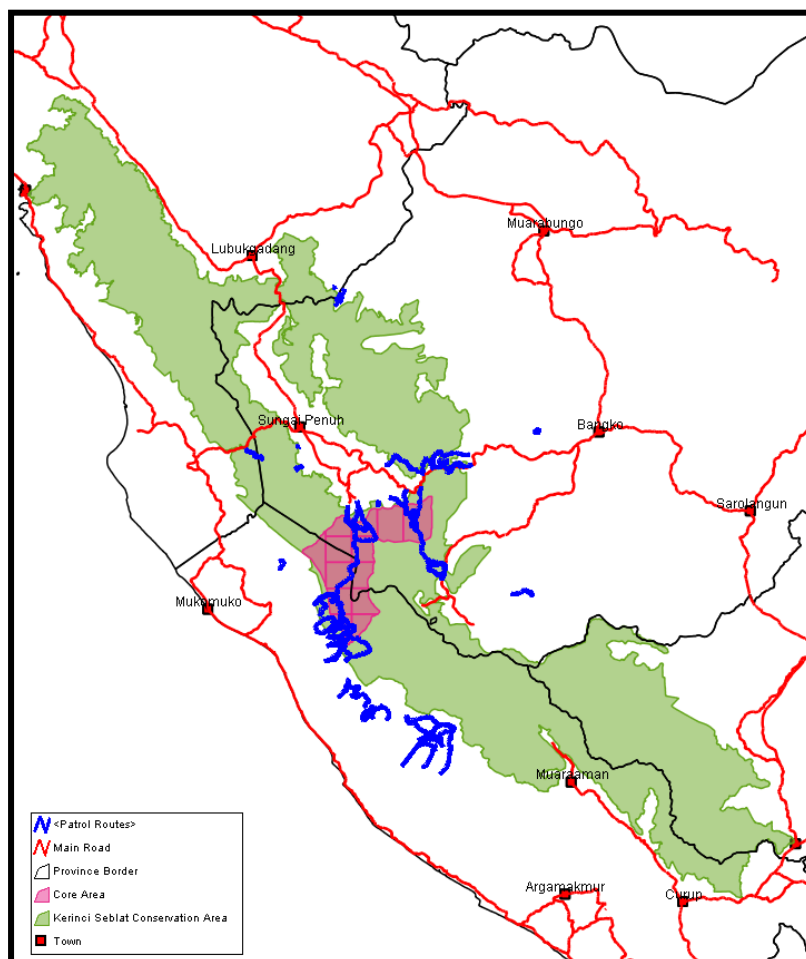 Muarabungo
Lubukgadang
Sungai Penuh
Bangko
Sarolangun
Mukomuko
Muaraaman
Argamakmur
Curup
<Patrol Routes>
Main Road
Province Border
Core Area
Kerinci Seblat Conservation Area
Town